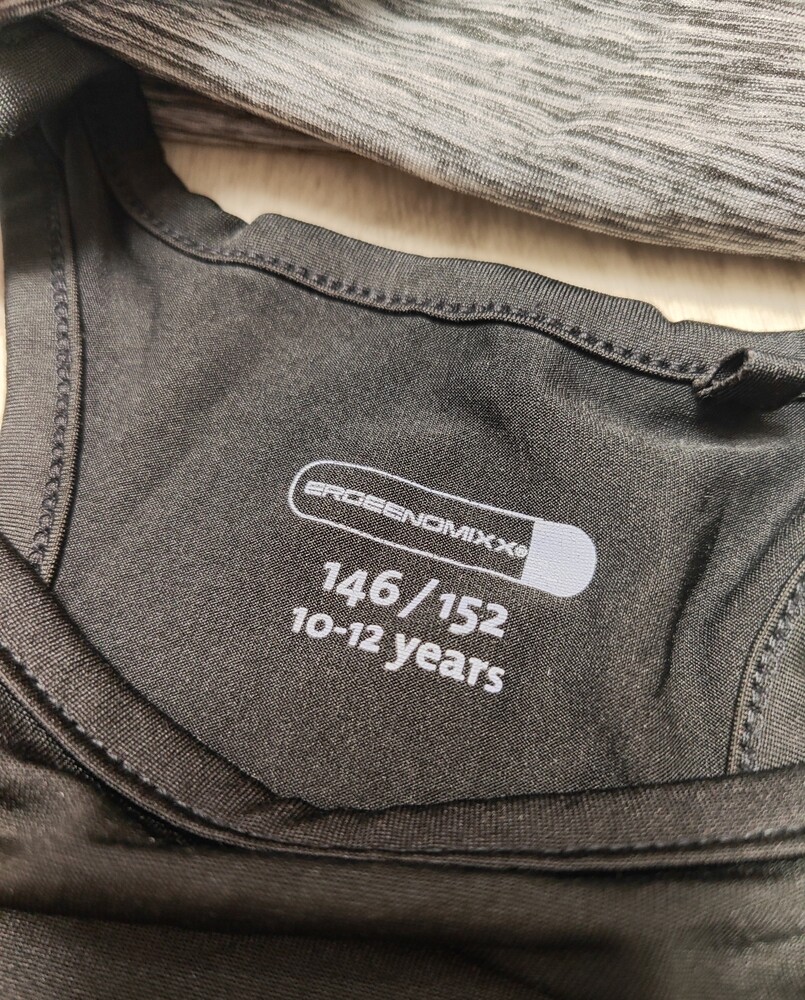 ERGEENOMIXX®
146/152
10-12 years